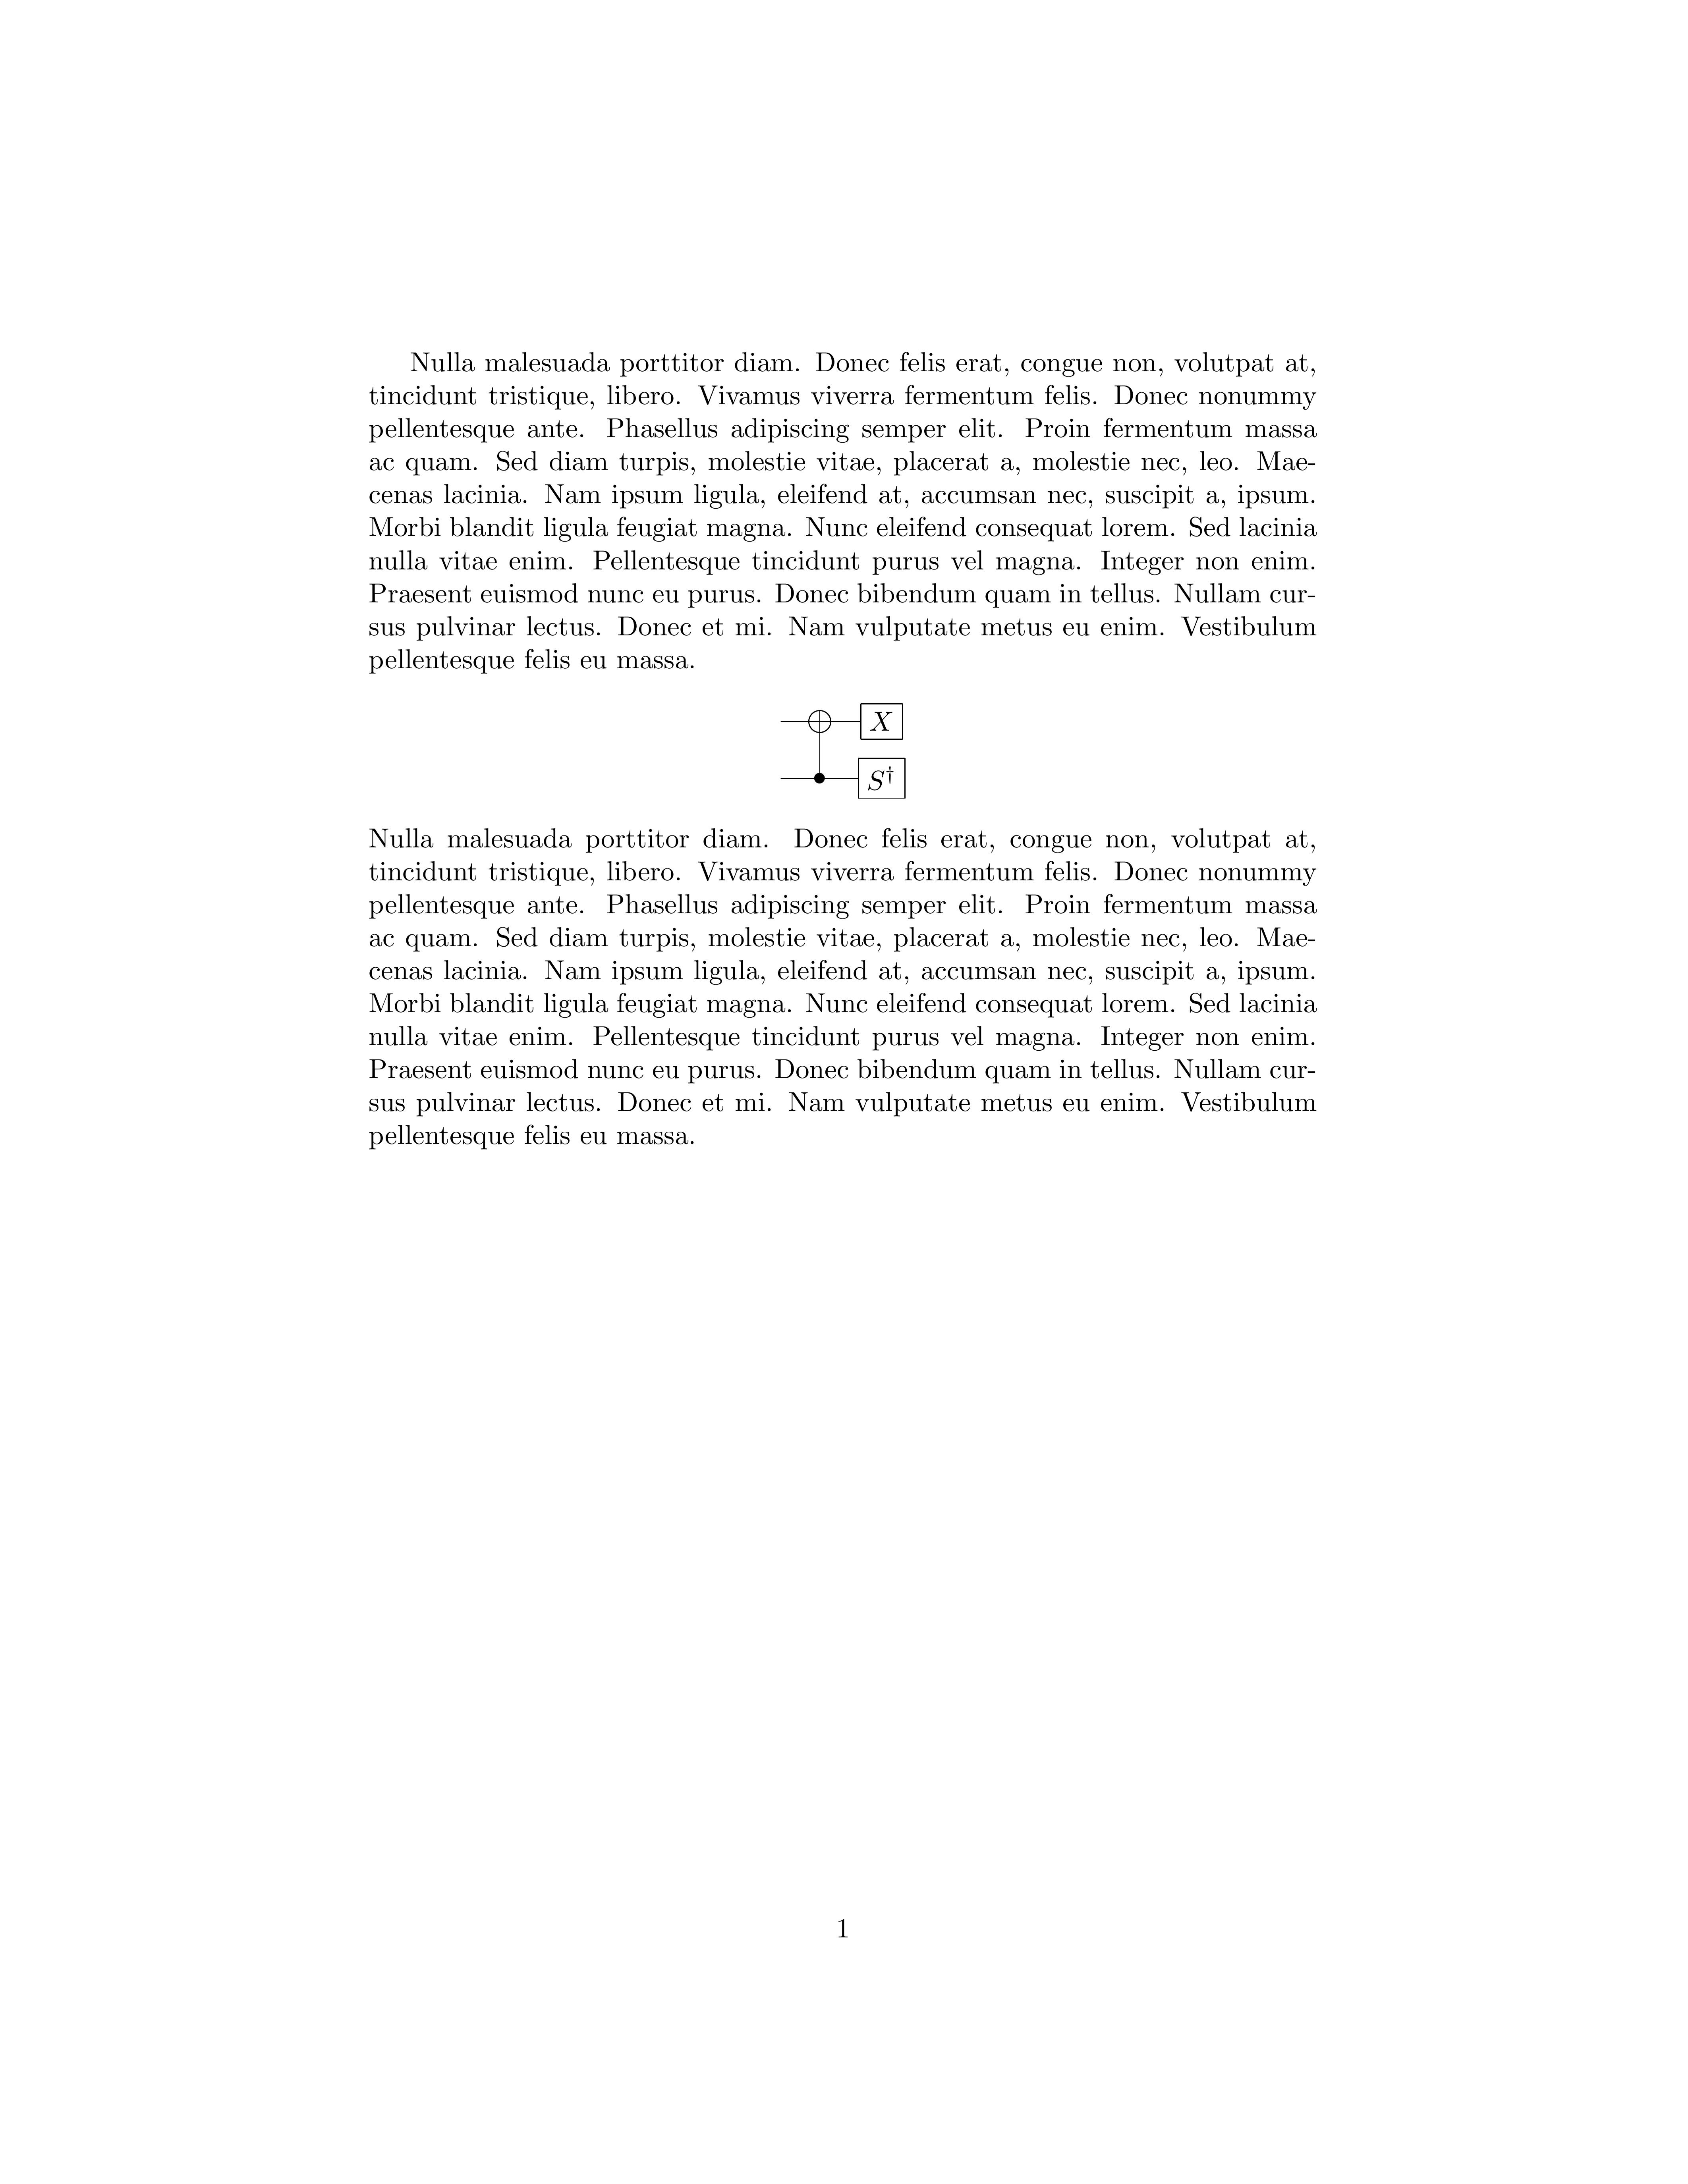 Nulla malesuada porttitor diam. Donec felis erat, congue non, volutpat at,
tincidunt tristique, libero. Vivamus viverra fermentum felis. Donec nonummy
pellentesque ante. Phasellus adipiscing semper elit. Proin fermentum massa
ac quam. Sed diam turpis, molestie vitae, placerat a, molestie nec, leo. Mae-
cenas lacinia. Nam ipsum ligula, eleifend at, accumsan nec, suscipit a, ipsum.
Morbi blandit ligula feugiat magna. Nunc eleifend consequat lorem. Sed lacinia
nulla vitae enim. Pellentesque tincidunt purus vel magna. Integer non enim.
Praesent euismod nunc eu purus. Donec bibendum quam in tellus. Nullam cur-
sus pulvinar lectus. Donec et mi. Nam vulputate metus eu enim. Vestibulum
pellentesque felis eu massa.
X
S†
Nulla malesuada porttitor diam. Donec felis erat, congue non, volutpat at,
tincidunt tristique, libero. Vivamus viverra fermentum felis. Donec nonummy
pellentesque ante. Phasellus adipiscing semper elit. Proin fermentum massa
ac quam. Sed diam turpis, molestie vitae, placerat a, molestie nec, leo. Mae-
cenas lacinia. Nam ipsum ligula, eleifend at, accumsan nec, suscipit a, ipsum.
Morbi blandit ligula feugiat magna. Nunc eleifend consequat lorem. Sed lacinia
nulla vitae enim. Pellentesque tincidunt purus vel magna. Integer non enim.
Praesent euismod nunc eu purus. Donec bibendum quam in tellus. Nullam cur-
sus pulvinar lectus. Donec et mi. Nam vulputate metus eu enim. Vestibulum
pellentesque felis eu massa.
1